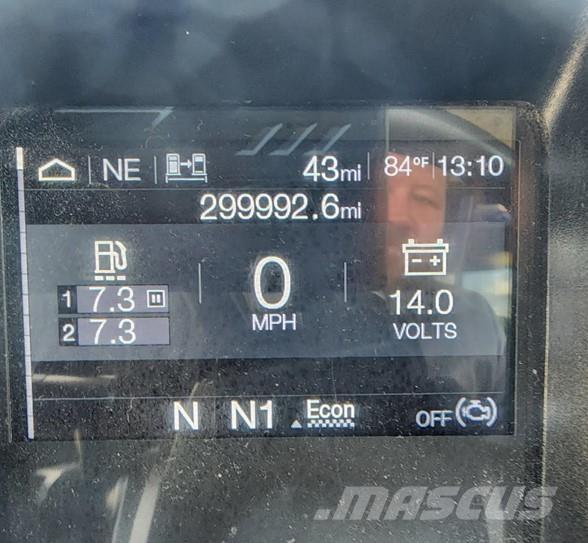 NE 43mi 84°F 13:10
299992.6mi
1 7.3
2 7.3
0
MPH
14.0
VOLTS
N N1 Econ OFF
MASCUS